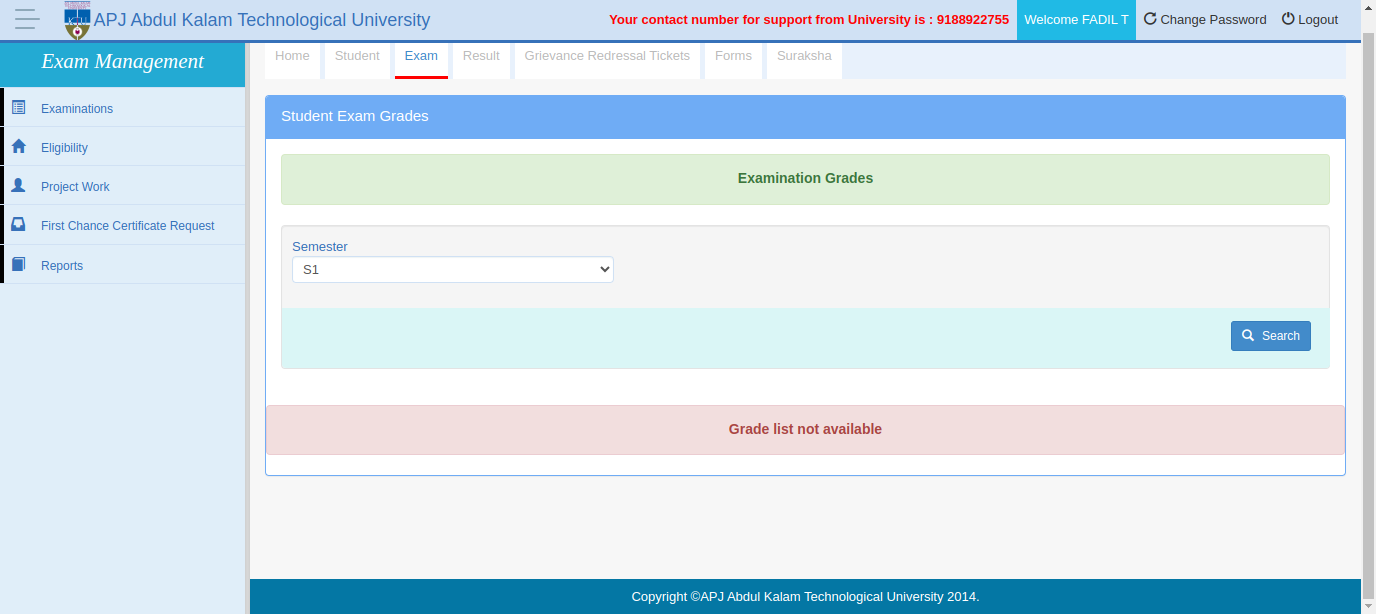 APJ Abdul Kalam Technological University
Your contact number for support from University is : 9188922755
Welcome FADIL T
Change Password
Logout
Exam Management
Examinations
Eligibility
Project Work
First Chance Certificate Request
Reports
Home
Student
Exam
Result
Grievance Redressal Tickets
Forms
Suraksha
Student Exam Grades
Examination Grades
Semester
S1
Search
Grade list not available
Copyright ©APJ Abdul Kalam Technological University 2014.